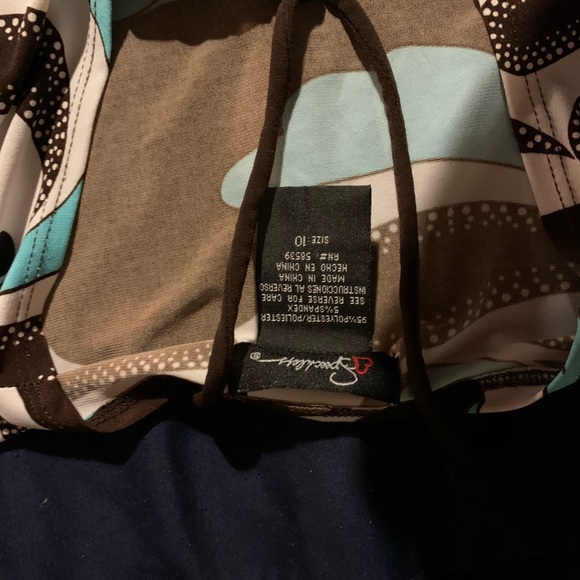 Speechless
®
95%POLYESTER/POLIESTER
5%SPANDEX
SEE REVERSE FOR CARE
INSTRUCCIONES AL REVERSO
MADE IN CHINA
HECHO EN CHINA
RN#: 58539
SIZE: 10